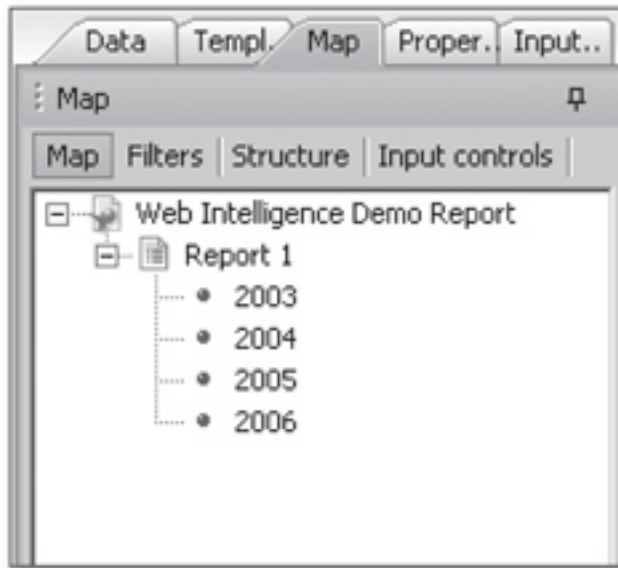 Data Templ. Map Proper.. Input..
Map
Map Filters Structure Input controls
Web Intelligence Demo Report
Report 1
2003
2004
2005
2006